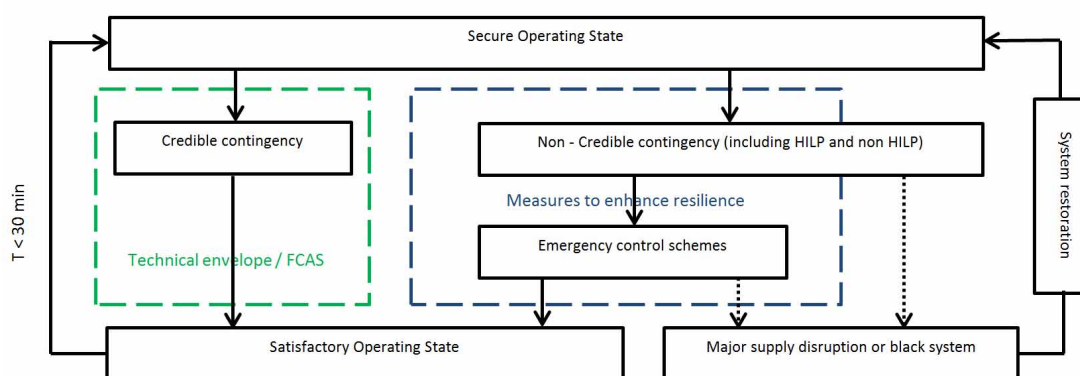 Secure Operating State
Credible contingency
Non - Credible contingency (including HILP and non HILP)
System restoration
T < 30 min
Measures to enhance resilience
Emergency control schemes
Technical envelope / FCAS
Satisfactory Operating State
Major supply disruption or black system